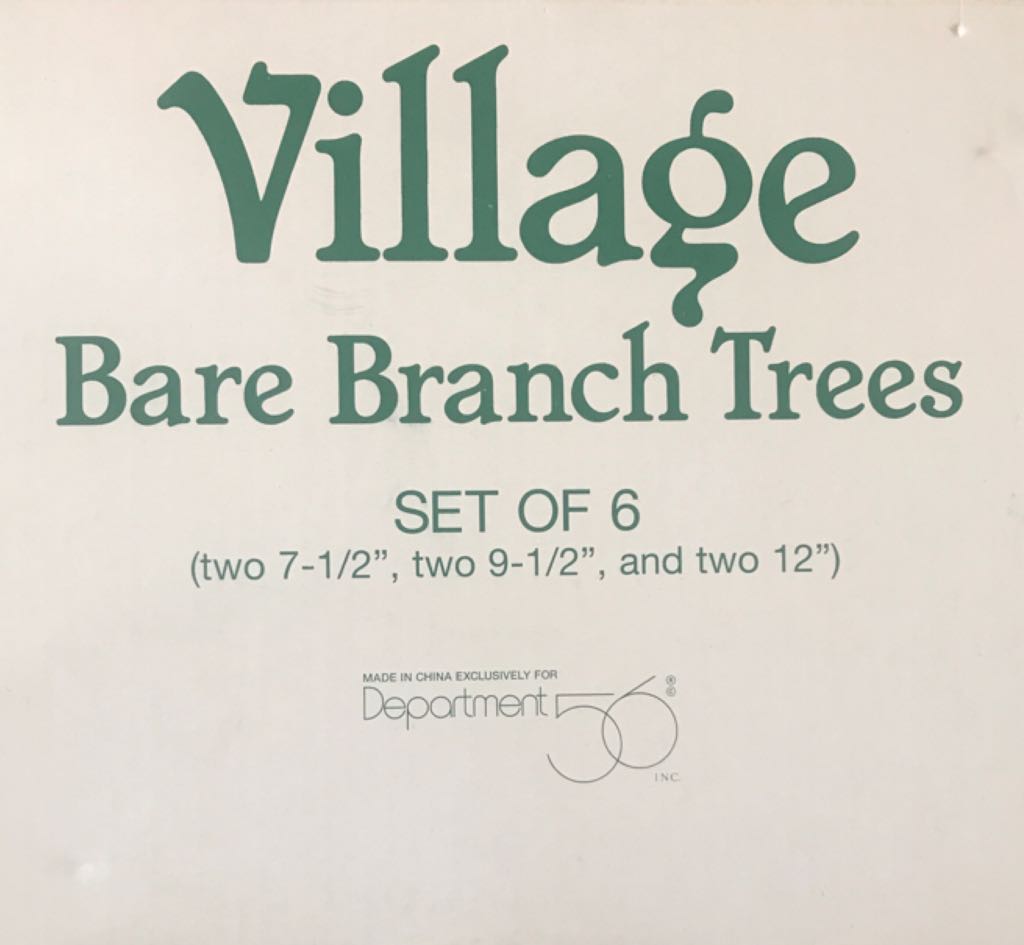 Village
Bare Branch Trees
SET OF 6
(two 7-1/2”, two 9-1/2”, and two 12”)
MADE IN CHINA EXCLUSIVELY FOR
Department 56 ® ©
INC.